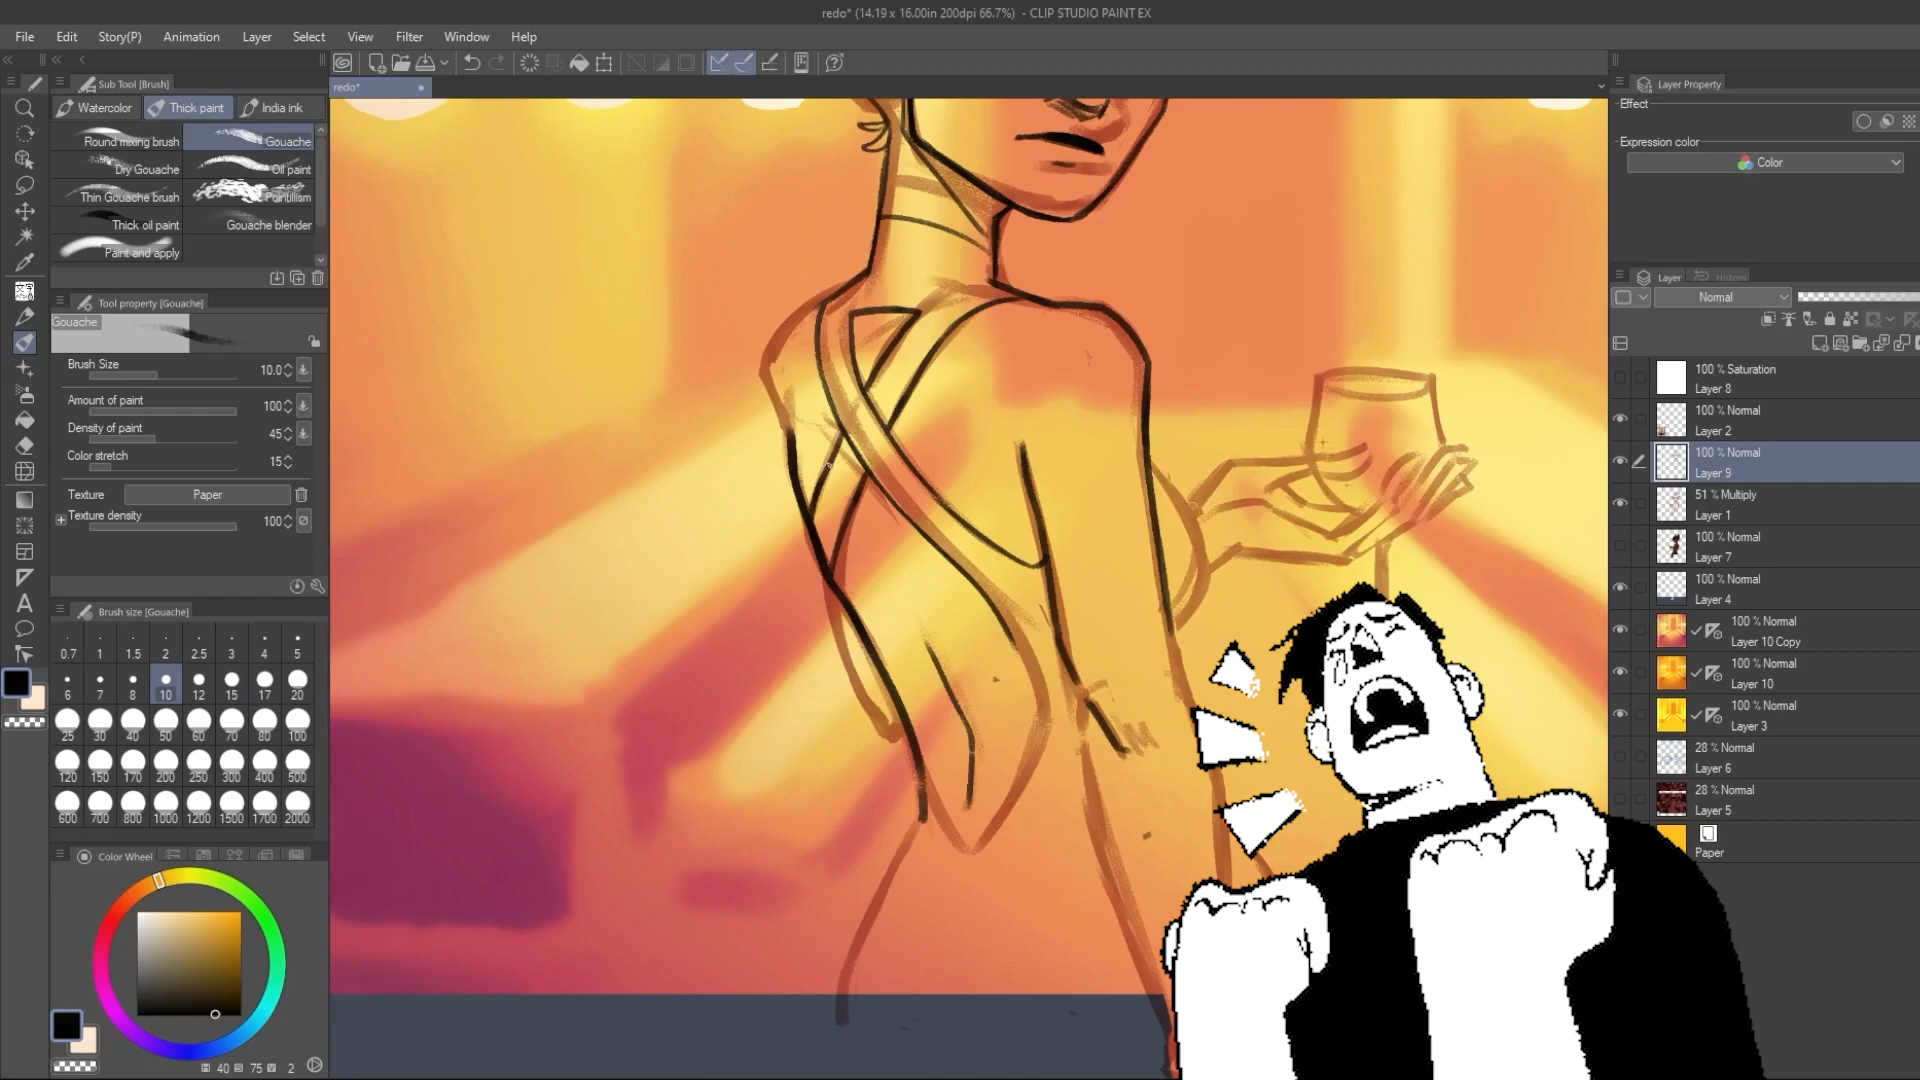 redo* (14.19 x 16.00in 200dpi 66.7%) - CLIP STUDIO PAINT EX
File Edit Story(P) Animation Layer Select View Filter Window Help
Sub Tool [Brush]
Watercolor Thick paint India ink
Round mixing brush Gouache
Dry Gouache Oil paint
Thin Gouache brush Pointillism
Thick oil paint Gouache blender
Paint and apply
Tool property [Gouache]
Gouache
Brush Size 10.0
Amount of paint 100
Density of paint 45
Color stretch 15
Texture Paper
Texture density 100
Brush size [Gouache]
0.7 1 1.5 2 2.5 3 4 5
6 7 8 10 12 15 17 20
25 30 40 50 60 70 80 100
120 150 170 200 250 300 400 500
600 700 800 1000 1200 1500 1700 2000
Color Wheel
40 75 2
redo*
Layer Property
Effect
Expression color
Color
Layer History
Normal
100 % Saturation
Layer 8
100 % Normal
Layer 2
100 % Normal
Layer 9
51 % Multiply
Layer 1
100 % Normal
Layer 7
100 % Normal
Layer 4
100 % Normal
Layer 10 Copy
100 % Normal
Layer 10
100 % Normal
Layer 3
28 % Normal
Layer 6
28 % Normal
Layer 5
Paper